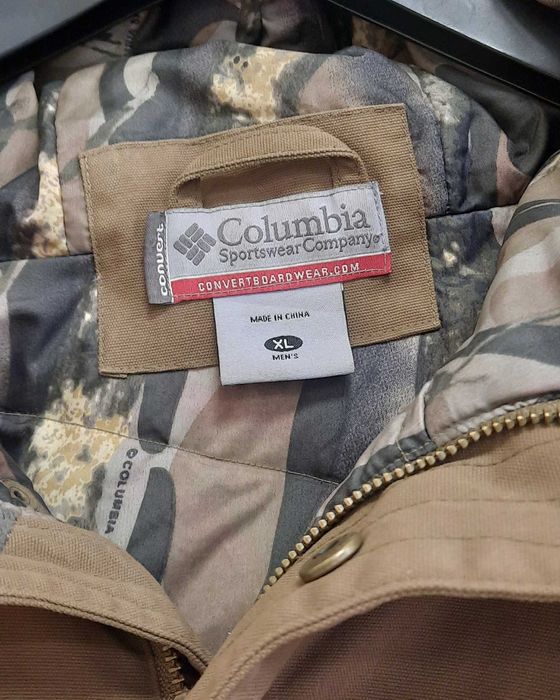 convert
Columbia
Sportswear Company®
CONVERTBOARDWEAR.COM
MADE IN CHINA
XL
MEN'S
©COLUMBIA